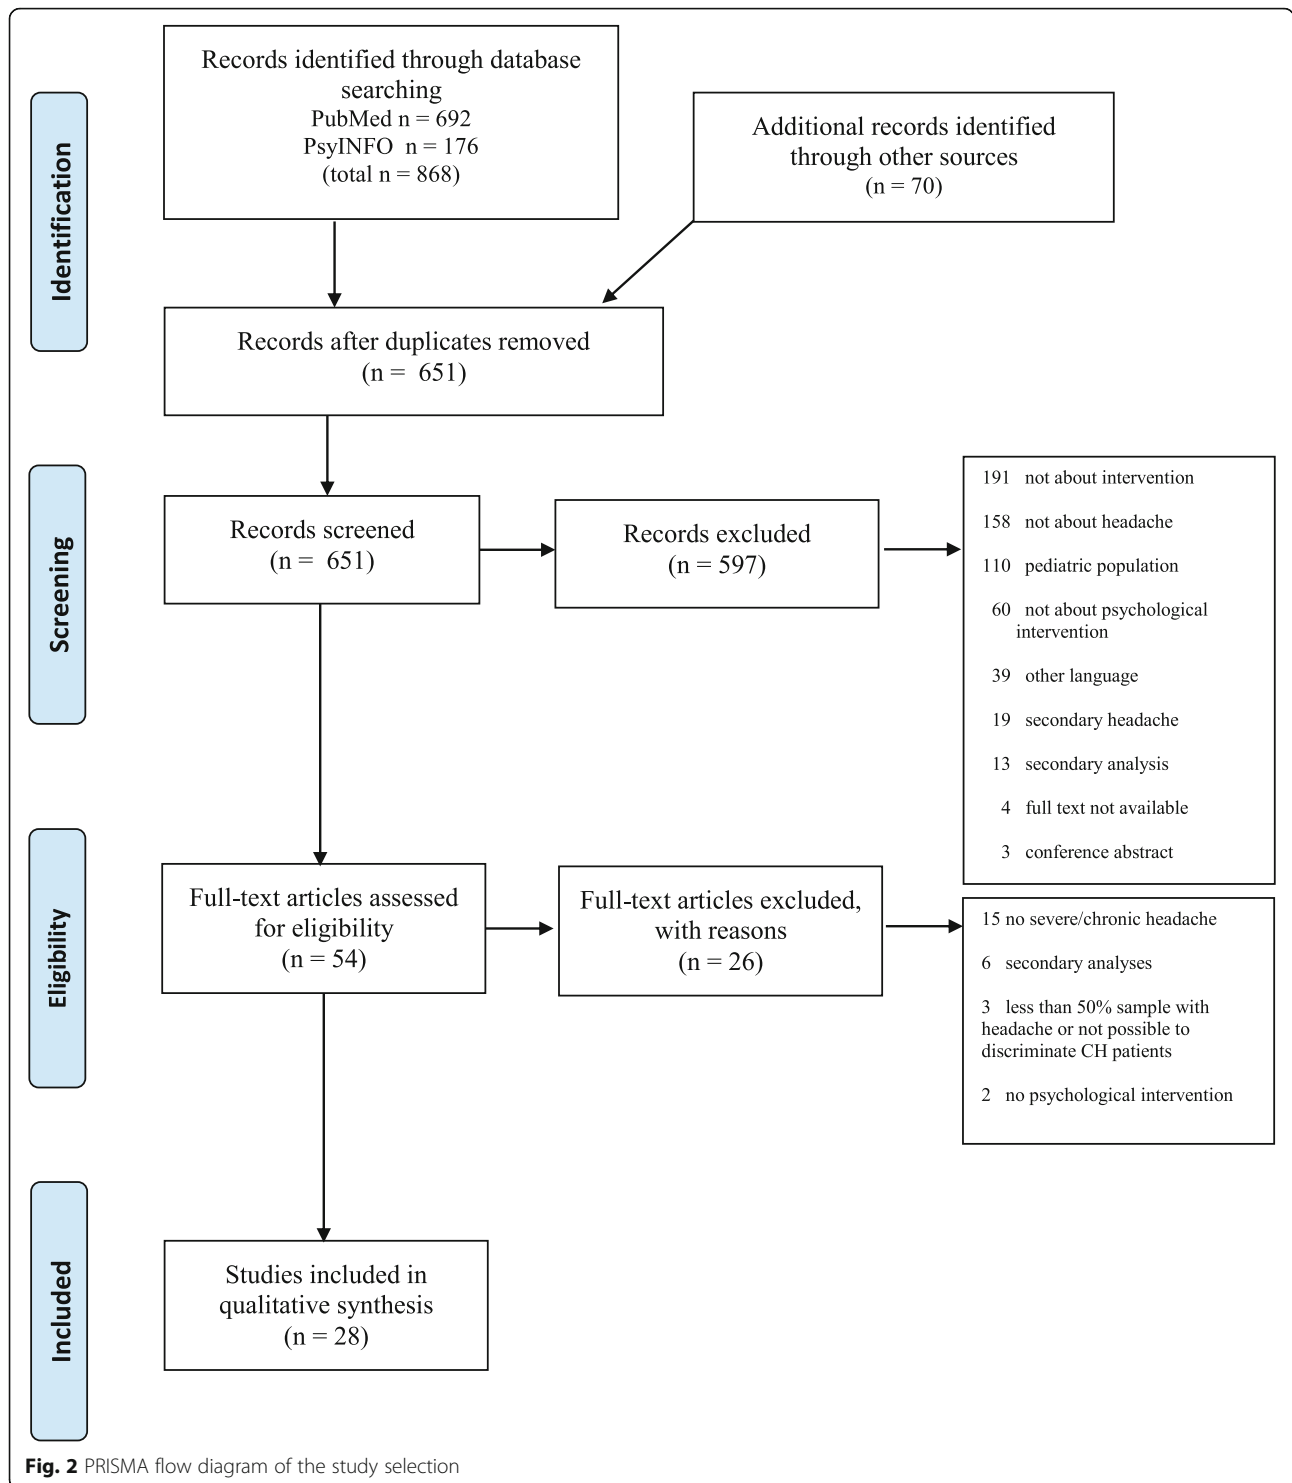 Identification
Records identified through database
searching
PubMed n = 692
PsyINFO n = 176
(total n = 868)
Additional records identified
through other sources
(n = 70)
Records after duplicates removed
(n = 651)
Screening
Records screened
(n = 651)
Records excluded
(n = 597)
191 not about intervention
158 not about headache
110 pediatric population
60 not about psychological
intervention
39 other language
19 secondary headache
13 secondary analysis
4 full text not available
3 conference abstract
Eligibility
Full-text articles assessed
for eligibility
(n = 54)
Full-text articles excluded,
with reasons
(n = 26)
15 no severe/chronic headache
6 secondary analyses
3 less than 50% sample with
headache or not possible to
discriminate CH patients
2 no psychological intervention
Included
Studies included in
qualitative synthesis
(n = 28)
Fig. 2 PRISMA flow diagram of the study selection